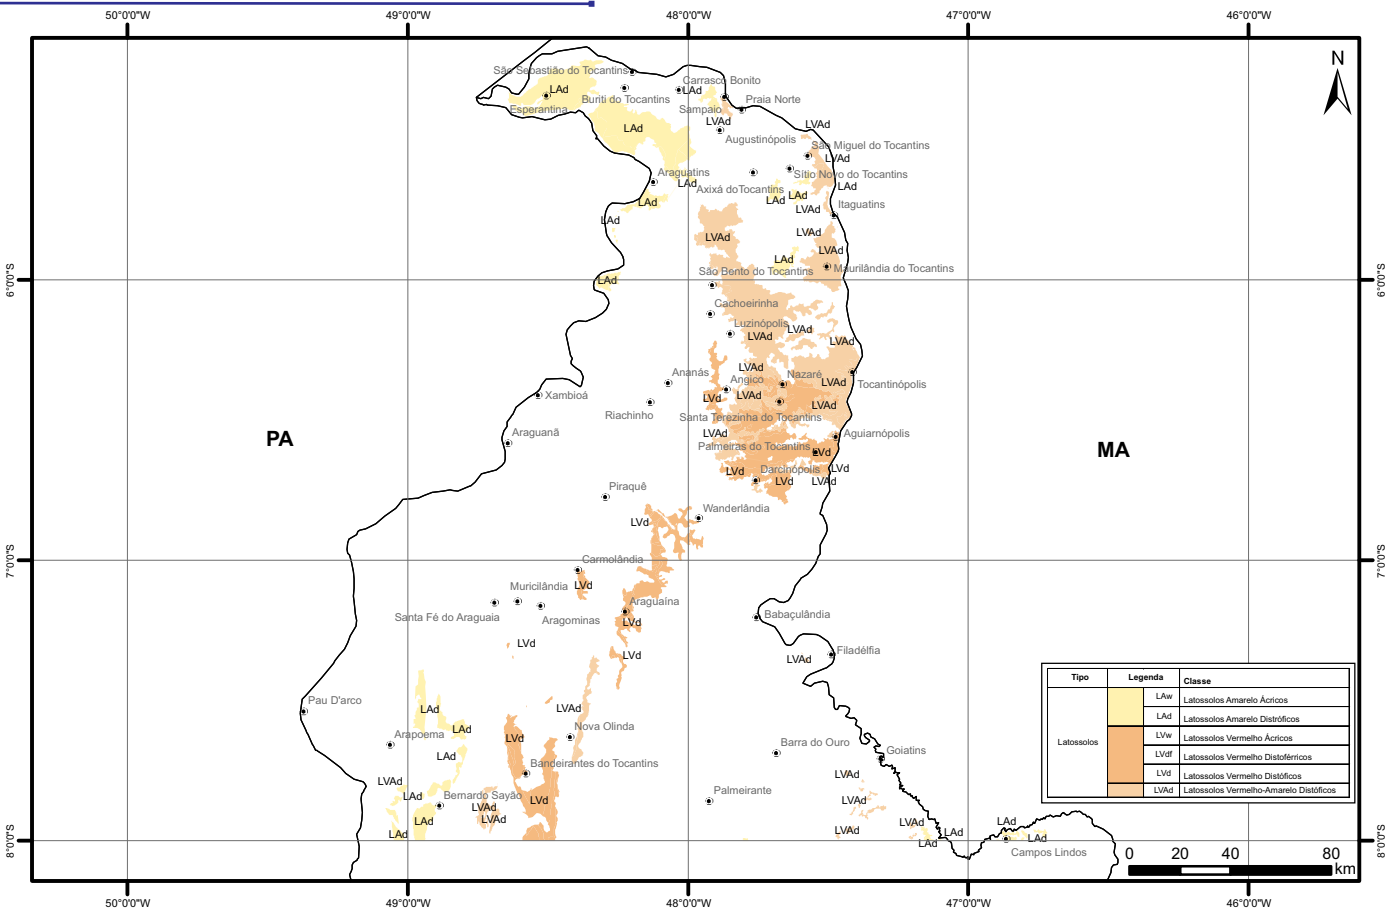 50°0'0"W 49°0'0"W 48°0'0"W 47°0'0"W 46°0'0"W
N
São Sebastião do Tocantins
Carrasco Bonito
LAd
LAd
Esperantina
Buriti do Tocantins
Sampaio
Praia Norte
LAd
LVAd
LVAd
Augustinópolis
São Miguel do Tocantins
LVAd
Araguatins
Sítio Novo do Tocantins
LAd
Axixá doTocantins
LAd
LAd
LAd
LAd
LVAd
Itaguatins
LAd
LVAd
LVAd
LVAd
LAd
São Bento do Tocantins
Maurilândia do Tocantins
6°0'0"S
LAd
6°0'0"S
Cachoeirinha
Luzinópolis
LVAd
LVAd
LVAd
LVAd
Ananás
Angico
Nazaré
LVAd
Tocantinópolis
Xambioá
LVd
LVAd
LVAd
Riachinho
Santa Terezinha do Tocantins
Araguanã
LVAd
Aguiarnópolis
PA
MA
Palmeiras do Tocantins
LVd
LVd
Darcinópolis
LVd
LVd
LVAd
Piraquê
Wanderlândia
LVd
7°0'0"S
Carmolândia
7°0'0"S
Muricilândia
LVd
Santa Fé do Araguaia
Aragominas
Araguaína
LVd
Babaçulândia
LVd
LVd
Filadélfia
LVAd
Pau D'arco
LAd
LVAd
LAd
Nova Olinda
Arapoema
LVd
LAd
Barra do Ouro
Goiatins
Bandeirantes do Tocantins
LVAd
LVAd
LAd
Bernardo Sayão
LVd
Palmeirante
LVAd
LVAd
LAd
LVAd
LVAd
LAd
LAd
LVAd
LAd
LAd
LAd
8°0'0"S
LAd
Campos Lindos
8°0'0"S
Tipo Legenda Classe
Latossolos
LAw Latossolos Amarelo Ácricos
LAd Latossolos Amarelo Distróficos
LVw Latossolos Vermelho Ácricos
LVdf Latossolos Vermelho Distoférricos
LVd Latossolos Vermelho Distóficos
LVAd Latossolos Vermelho-Amarelo Distóficos
0 20 40 80
km
50°0'0"W 49°0'0"W 48°0'0"W 47°0'0"W 46°0'0"W